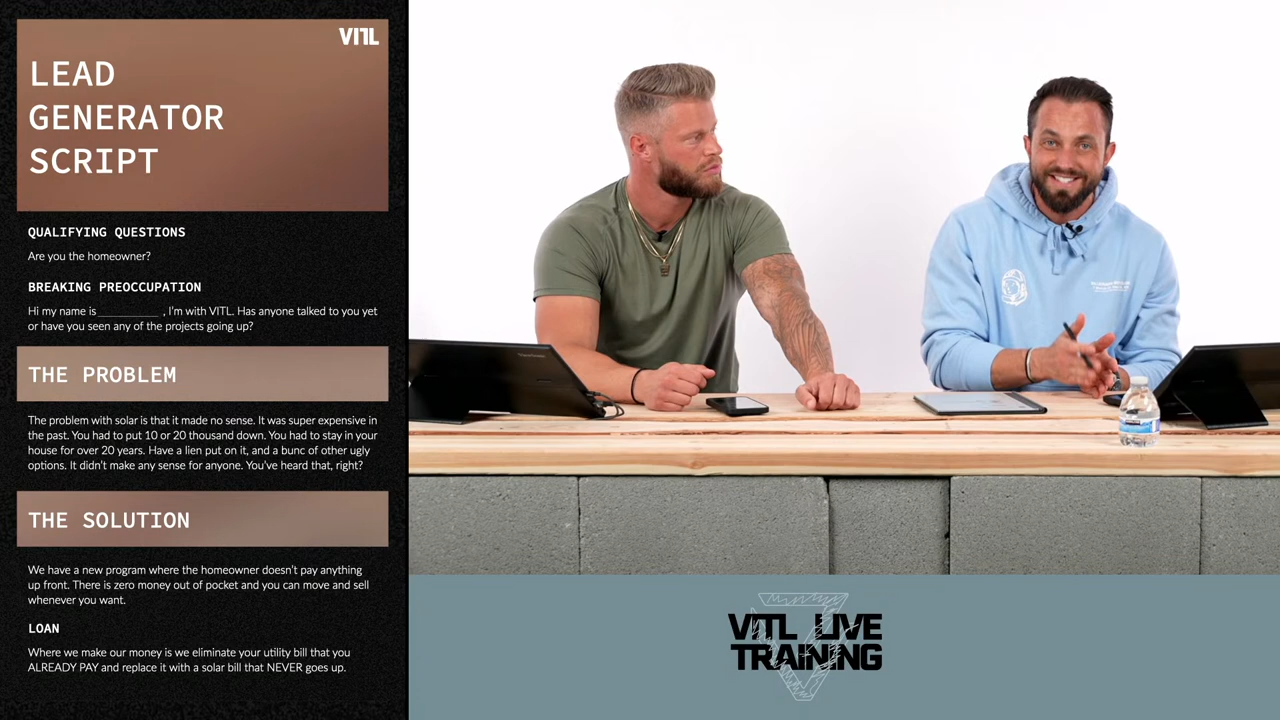 VITL
LEAD
GENERATOR
SCRIPT
QUALIFYING QUESTIONS
Are you the homeowner?
BREAKING PREOCCUPATION
Hi my name is __________ , I'm with VITL. Has anyone talked to you yet
or have you seen any of the projects going up?
THE PROBLEM
The problem with solar is that it made no sense. It was super expensive in
the past. You had to put 10 or 20 thousand down. You had to stay in your
house for over 20 years. Have a lien put on it, and a bunc of other ugly
options. It didn't make any sense for anyone. You've heard that, right?
THE SOLUTION
We have a new program where the homeowner doesn't pay anything
up front. There is zero money out of pocket and you can move and sell
whenever you want.
LOAN
Where we make our money is we eliminate your utility bill that you
ALREADY PAY and replace it with a solar bill that NEVER goes up.
ViewSonic
VITL LIVE
TRAINING